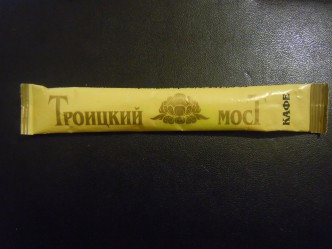 Троицкий мост
кафе